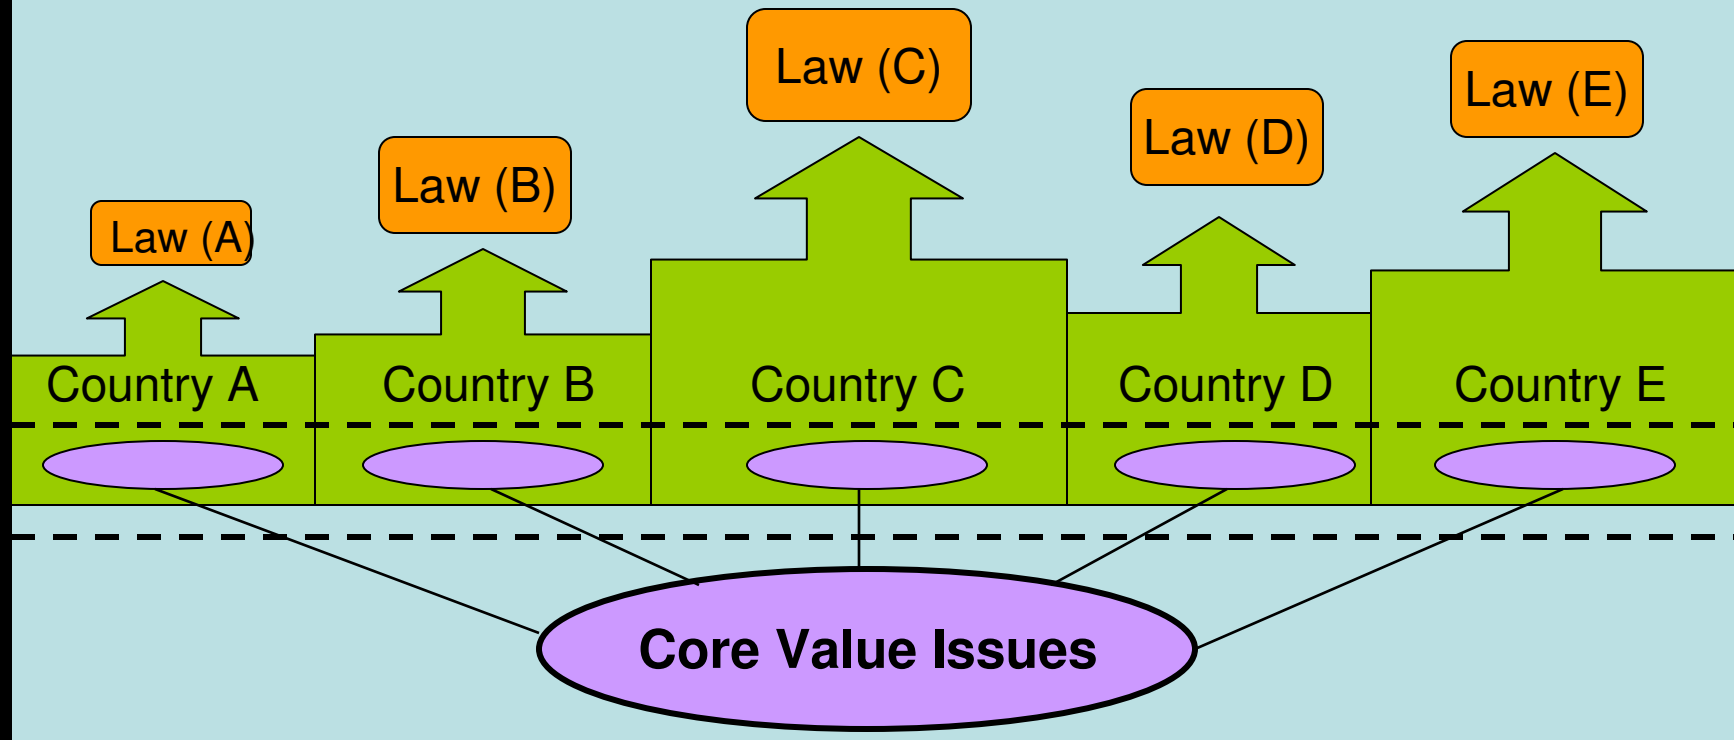 Law (A)
Law (B)
Law (C)
Law (D)
Law (E)
Country A
Country B
Country C
Country D
Country E
Core Value Issues